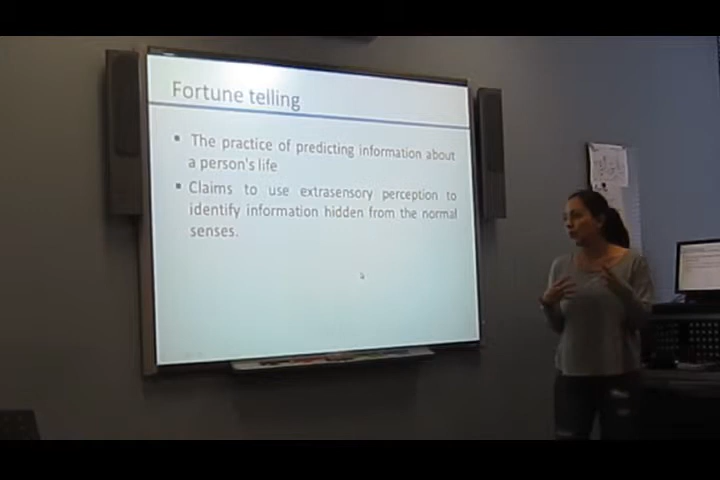 Fortune telling
▪ The practice of predicting information about
a person's life
▪ Claims to use extrasensory perception to
identify information hidden from the normal
senses.